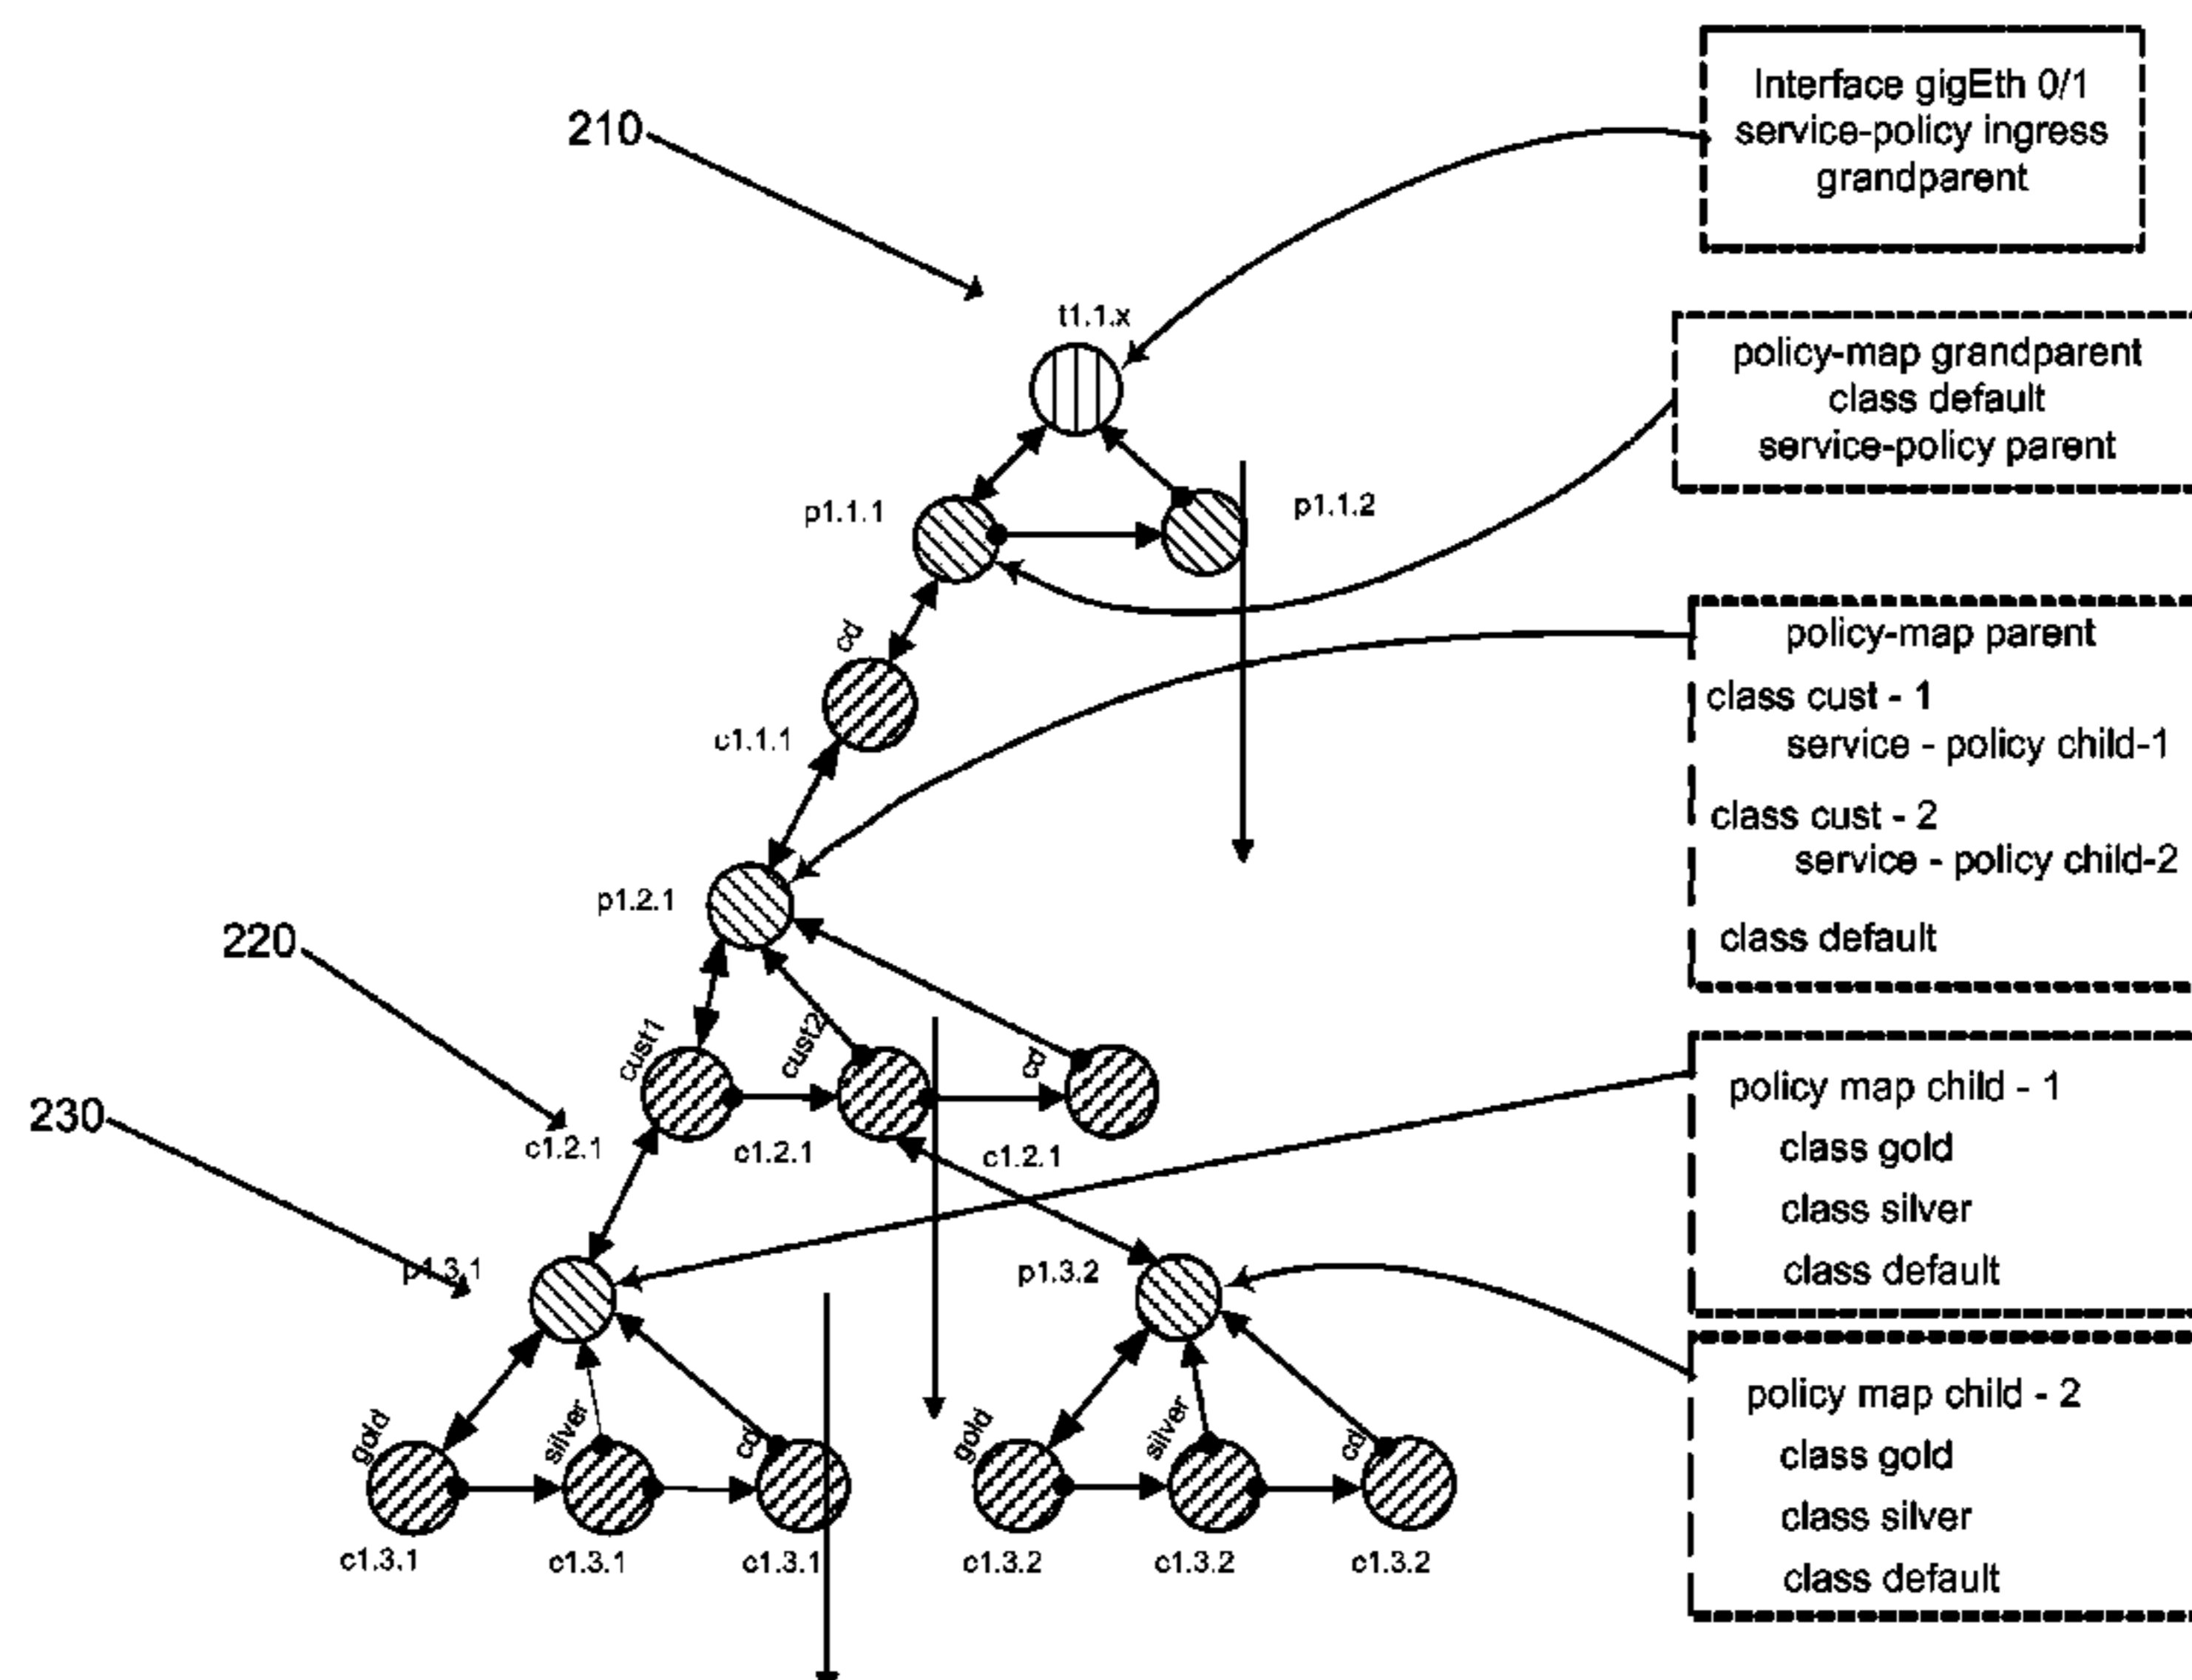 Interface gigEth 0/1
service-policy ingress
grandparent
210
t1.1.x
policy-map grandparent
class default
service-policy parent
p1.1.1
p1.1.2
cd
c1.1.1
policy-map parent
class cust - 1
service - policy child-1
class cust - 2
service - policy child-2
class default
p1.2.1
220
cust1
cust2
cd
230
c1.2.1
c1.2.1
c1.2.1
policy map child - 1
class gold
class silver
class default
p1.3.1
p1.3.2
policy map child - 2
class gold
class silver
class default
gold
silver
cd
gold
silver
cd
c1.3.1
c1.3.1
c1.3.1
c1.3.2
c1.3.2
c1.3.2